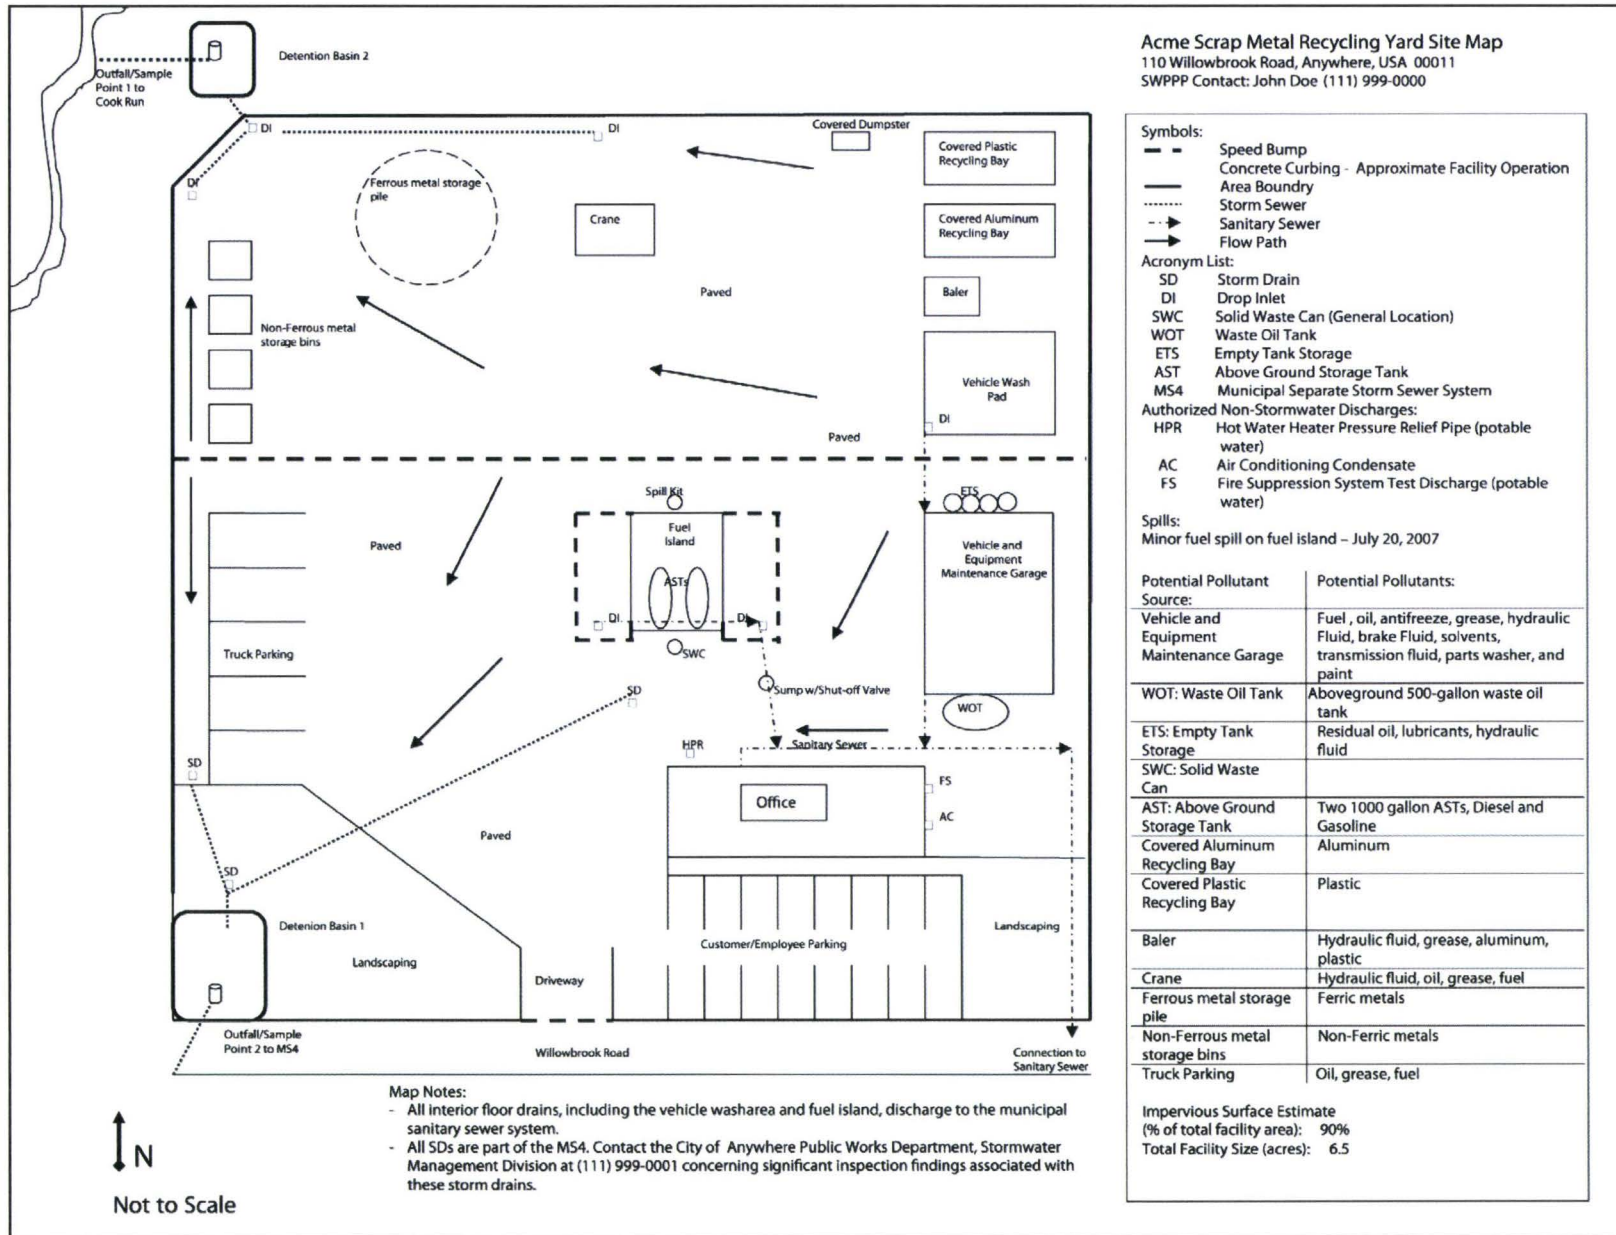 Acme Scrap Metal Recycling Yard Site Map
110 Willowbrook Road, Anywhere, USA 00011
SWPPP Contact: John Doe (111) 999-0000
Detention Basin 2
Outfall/Sample
Point 1 to
Cook Run
DI
DI
DI
Covered Dumpster
Covered Plastic
Recycling Bay
Ferrous metal storage
pile
Crane
Covered Aluminum
Recycling Bay
Paved
Baler
Non-Ferrous metal
storage bins
Vehicle Wash
Pad
DI
Paved
Spill Kit
ETS
Fuel
Island
Paved
Vehicle and
Equipment
Maintenance Garage
ASTs
DI
DI
Truck Parking
SWC
SD
Sump w/Shut-off Valve
WOT
HPR
Sanitary Sewer
SD
FS
Office
AC
Paved
SD
Detenion Basin 1
Landscaping
Customer/Employee Parking
Landscaping
Driveway
Outfall/Sample
Point 2 to MS4
Willowbrook Road
Connection to
Sanitary Sewer
Map Notes:
- All interior floor drains, including the vehicle washarea and fuel island, discharge to the municipal
sanitary sewer system.
- All SDs are part of the MS4. Contact the City of Anywhere Public Works Department, Stormwater
Management Division at (111) 999-0001 concerning significant inspection findings associated with
these storm drains.
N
Not to Scale
Symbols:
Speed Bump
Concrete Curbing - Approximate Facility Operation
Area Boundry
Storm Sewer
Sanitary Sewer
Flow Path
Acronym List:
SD Storm Drain
DI Drop Inlet
SWC Solid Waste Can (General Location)
WOT Waste Oil Tank
ETS Empty Tank Storage
AST Above Ground Storage Tank
MS4 Municipal Separate Storm Sewer System
Authorized Non-Stormwater Discharges:
HPR Hot Water Heater Pressure Relief Pipe (potable
water)
AC Air Conditioning Condensate
FS Fire Suppression System Test Discharge (potable
water)
Spills:
Minor fuel spill on fuel island – July 20, 2007
Potential Pollutant Potential Pollutants:
Source:
Vehicle and Fuel , oil, antifreeze, grease, hydraulic
Equipment Fluid, brake Fluid, solvents,
Maintenance Garage transmission fluid, parts washer, and
paint
WOT: Waste Oil Tank Aboveground 500-gallon waste oil
tank
ETS: Empty Tank Residual oil, lubricants, hydraulic
Storage fluid
SWC: Solid Waste
Can
AST: Above Ground Two 1000 gallon ASTs, Diesel and
Storage Tank Gasoline
Covered Aluminum Aluminum
Recycling Bay
Covered Plastic Plastic
Recycling Bay
Baler Hydraulic fluid, grease, aluminum,
plastic
Crane Hydraulic fluid, oil, grease, fuel
Ferrous metal storage Ferric metals
pile
Non-Ferrous metal Non-Ferric metals
storage bins
Truck Parking Oil, grease, fuel
Impervious Surface Estimate
(% of total facility area): 90%
Total Facility Size (acres): 6.5